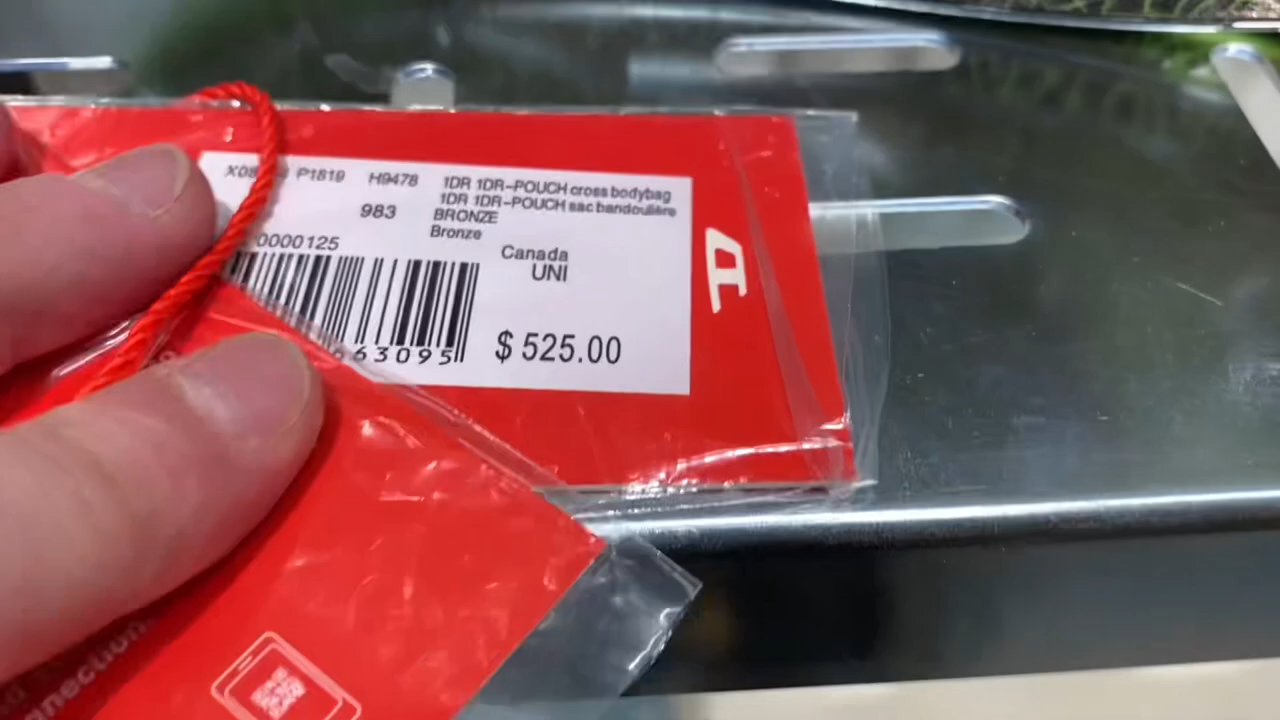 P1819 H9478 1DR 1DR-POUCH cross bodybag
1DR 1DR-POUCH sac bandoulière
983 BRONZE
Bronze
0000125
Canada
UNI
63095
$ 525.00